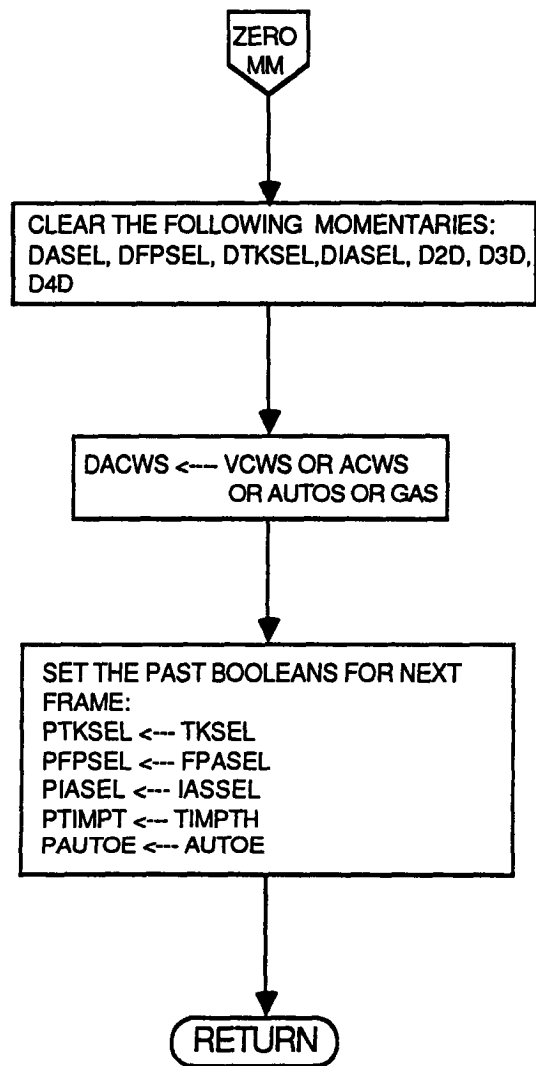 ZERO
MM
CLEAR THE FOLLOWING MOMENTARIES:
DASEL, DFPSEL, DTKSEL,DIASEL, D2D, D3D,
D4D
DACWS <---- VCWS OR ACWS
OR AUTOS OR GAS
SET THE PAST BOOLEANS FOR NEXT
FRAME:
PTKSEL <--- TKSEL
PFPSEL <--- FPASEL
PIASEL <--- IASSEL
PTIMPT <--- TIMPTH
PAUTOE <--- AUTOE
RETURN